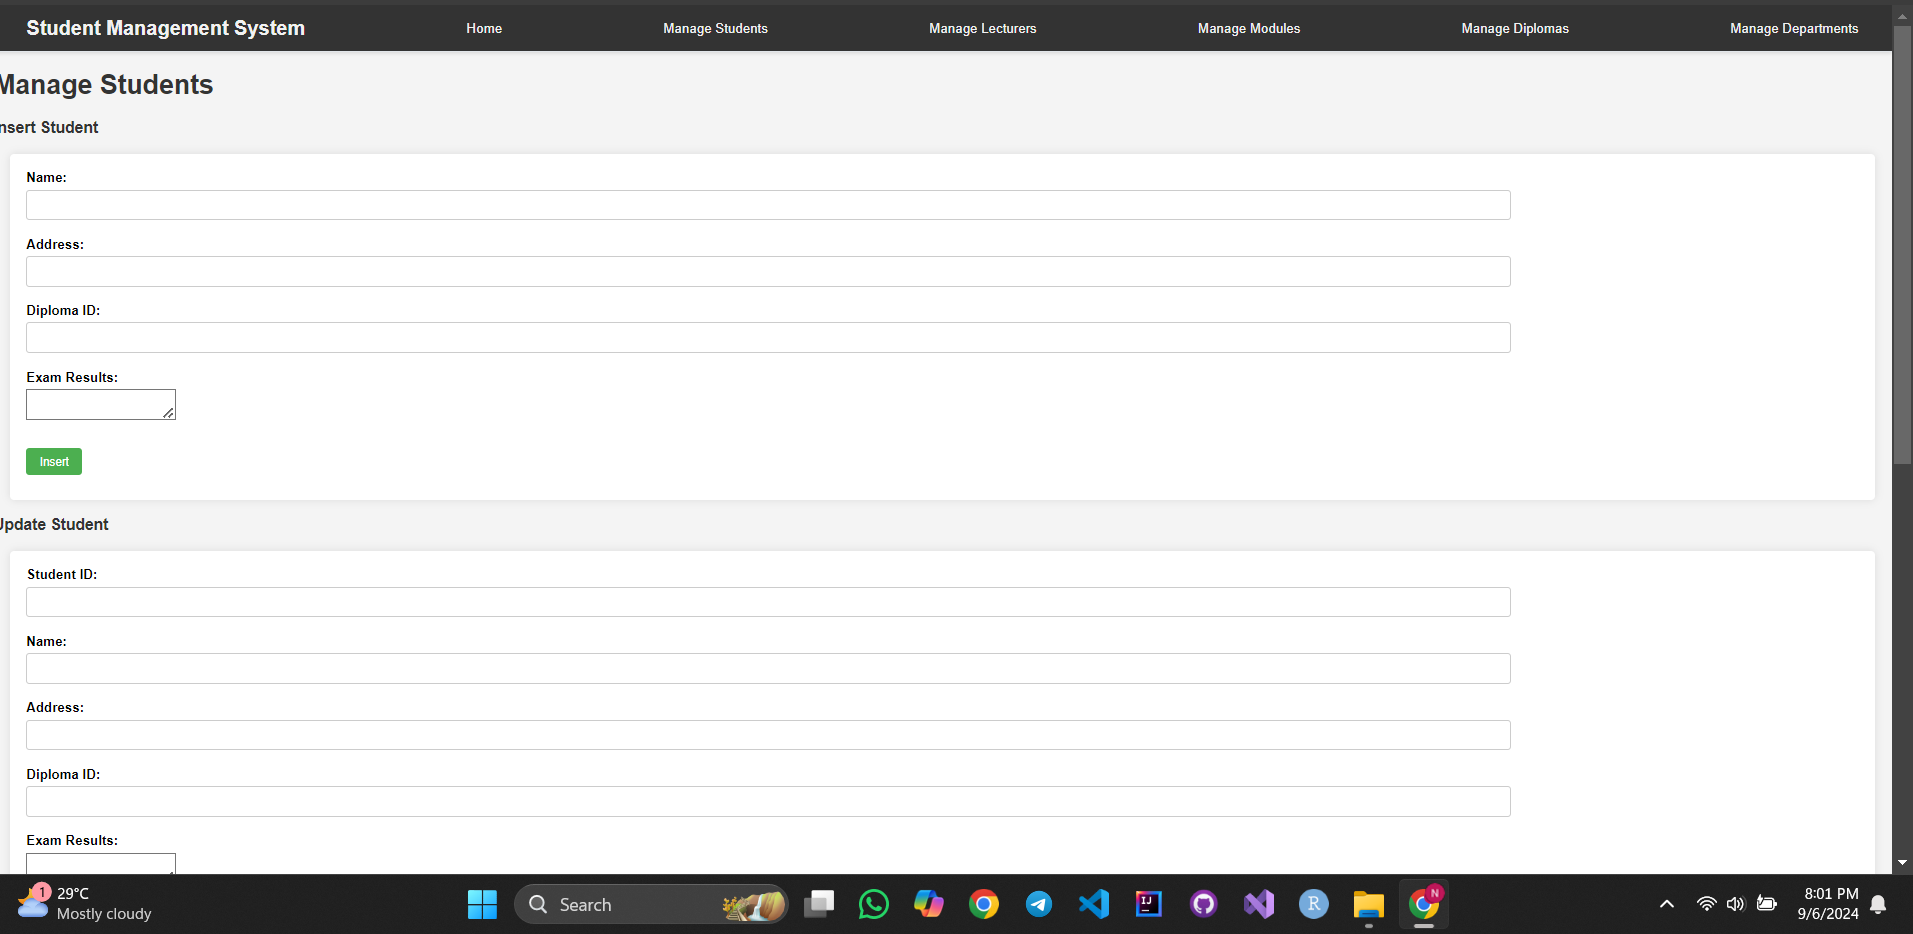 Student Management System Home Manage Students Manage Lecturers Manage Modules Manage Diplomas Manage Departments
Manage Students
nsert Student
Name:
Address:
Diploma ID:
Exam Results:
Insert
Update Student
Student ID:
Name:
Address:
Diploma ID:
Exam Results:
1
29°C
Mostly cloudy
Search
IJ
R
N
8:01 PM
9/6/2024